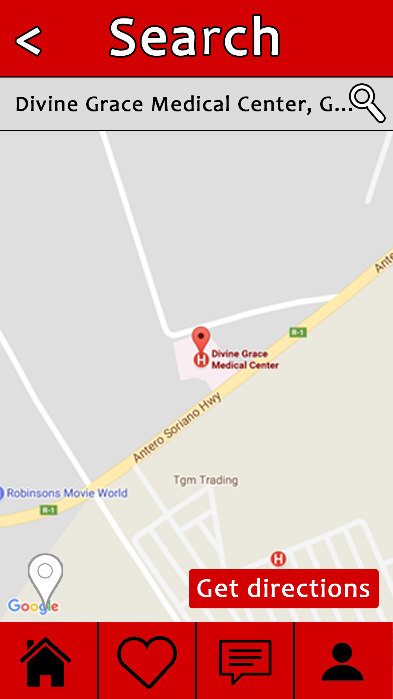 <
Search
Divine Grace Medical Center, G...
Ante
R-1
H
Divine Grace
Medical Center
Antero Soriano Hwy
Tgm Trading
Robinsons Movie World
R-1
H
Get directions
Google